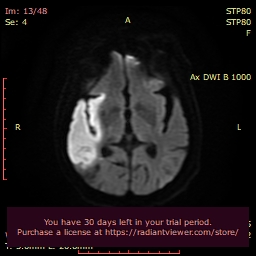 Im: 13/48
Se: 4
A
STP80
STP80
F
Ax DWI B 1000
R
L
You have 30 days left in your trial period.
Purchase a license at https://radiantviewer.com/store/